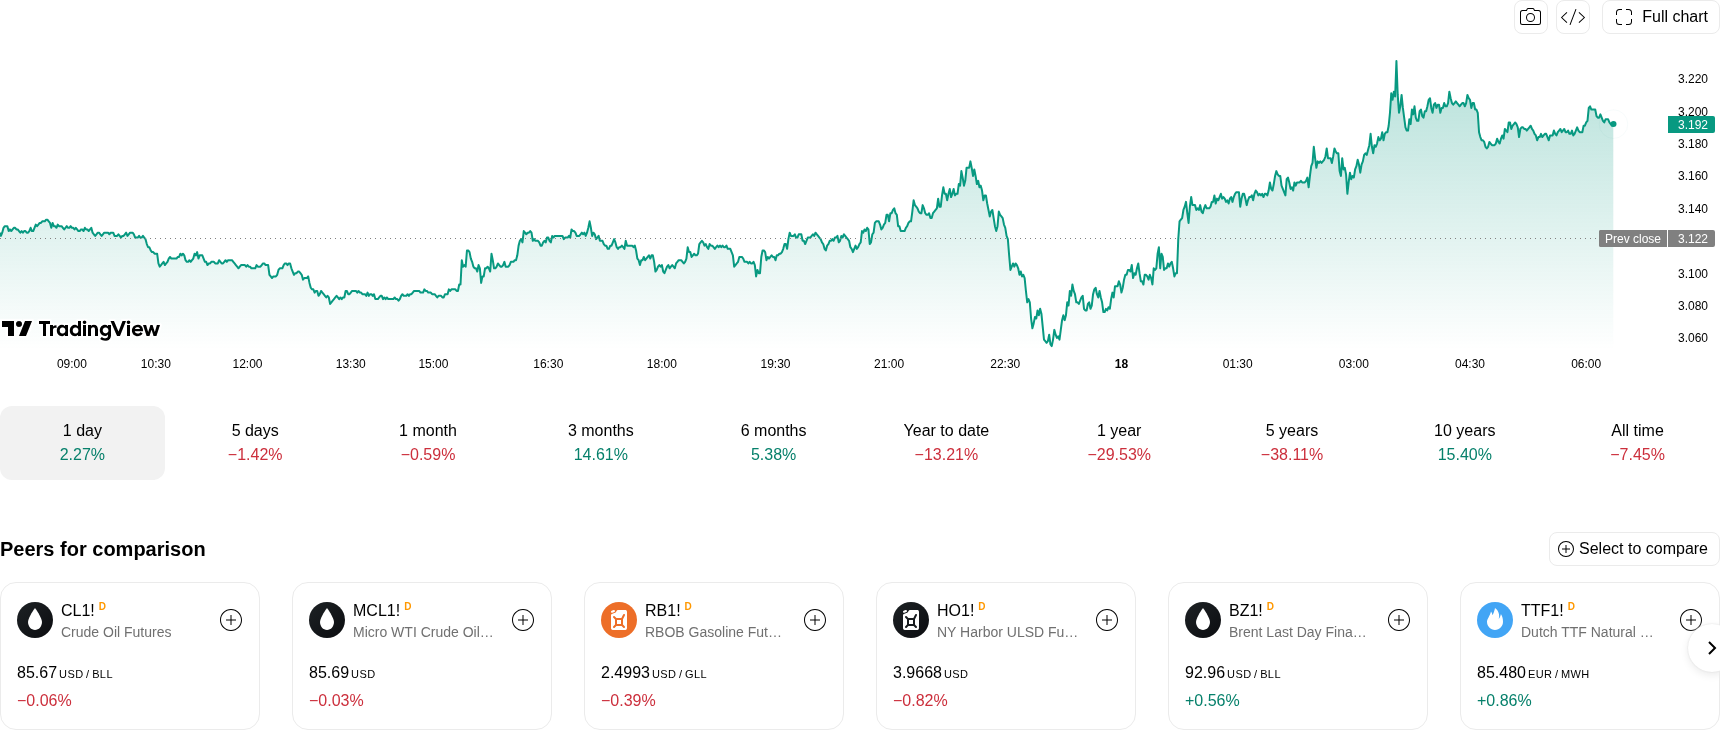 Full chart
3.220
3.200
3.192
3.180
3.160
3.140
Prev close 3.122
3.100
3.080
3.060
TradingView
09:00 10:30 12:00 13:30 15:00 16:30 18:00 19:30 21:00 22:30 18 01:30 03:00 04:30 06:00
1 day 5 days 1 month 3 months 6 months Year to date 1 year 5 years 10 years All time
2.27% −1.42% −0.59% 14.61% 5.38% −13.21% −29.53% −38.11% 15.40% −7.45%
Peers for comparison
Select to compare
CL1! D
Crude Oil Futures
85.67 USD / BLL
−0.06%
MCL1! D
Micro WTI Crude Oil…
85.69 USD
−0.03%
RB1! D
RBOB Gasoline Fut…
2.4993 USD / GLL
−0.39%
HO1! D
NY Harbor ULSD Fu…
3.9668 USD
−0.82%
BZ1! D
Brent Last Day Fina…
92.96 USD / BLL
+0.56%
TTF1! D
Dutch TTF Natural …
85.480 EUR / MWH
+0.86%